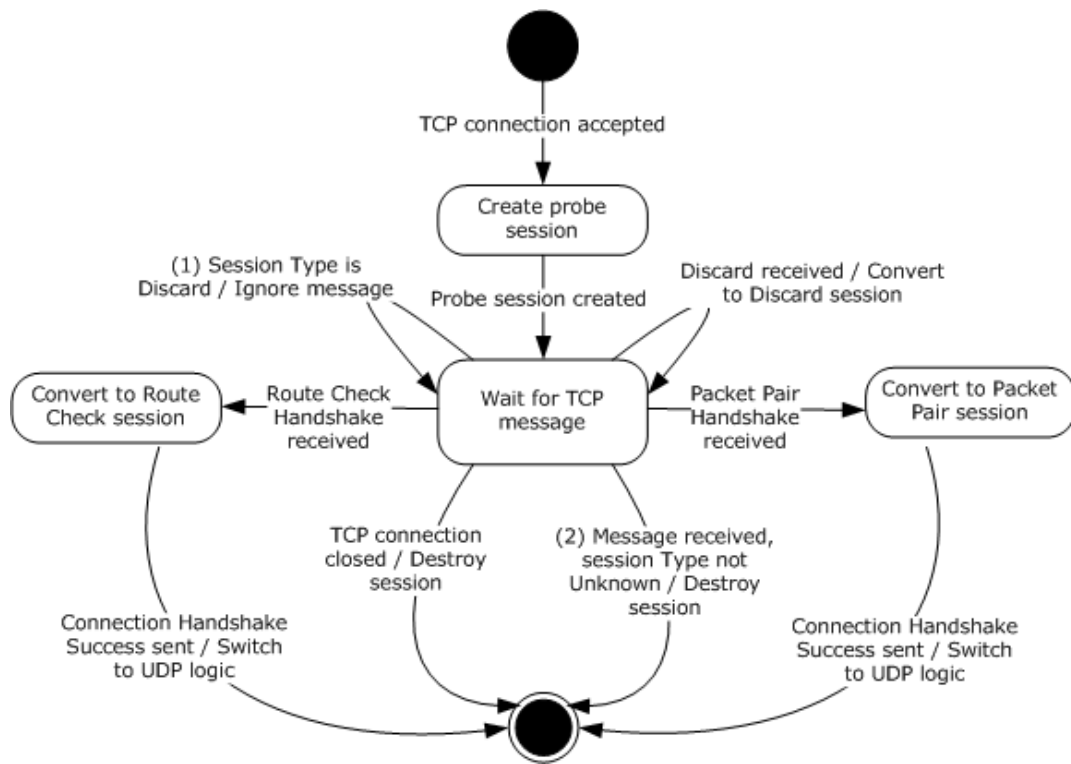 TCP connection accepted
Create probe
session
(1) Session Type is
Discard / Ignore message
Probe session created
Discard received / Convert
to Discard session
Convert to Route
Check session
Route Check
Handshake
received
Wait for TCP
message
Packet Pair
Handshake
received
Convert to Packet
Pair session
TCP connection
closed / Destroy
session
(2) Message received,
session Type not
Unknown / Destroy
session
Connection Handshake
Success sent / Switch
to UDP logic
Connection Handshake
Success sent / Switch
to UDP logic